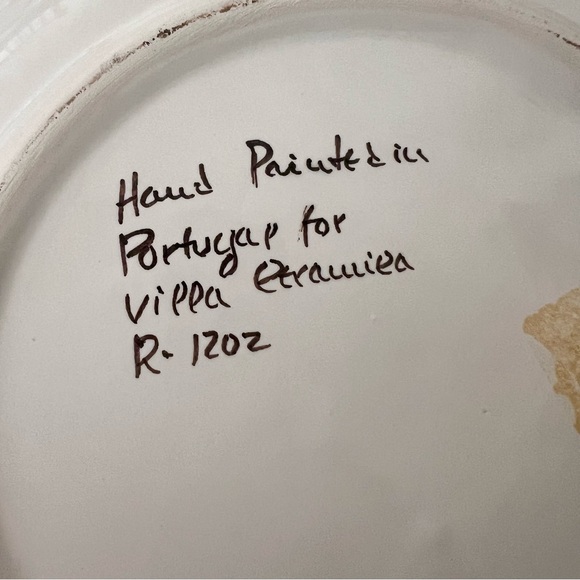 Hand Painted in
Portugal for
Villa Ceramica
R- 1202